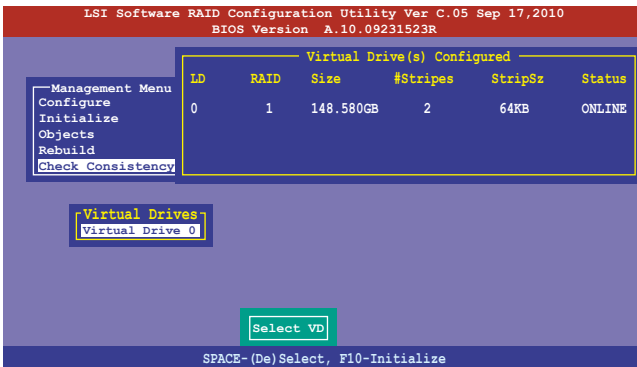 LSI Software RAID Configuration Utility Ver C.05 Sep 17,2010
BIOS Version A.10.09231523R
Virtual Drive(s) Configured
LD RAID Size #Stripes StripSz Status
0 1 148.580GB 2 64KB ONLINE
Management Menu
Configure
Initialize
Objects
Rebuild
Check Consistency
Virtual Drives
Virtual Drive 0
Select VD
SPACE-(De)Select, F10-Initialize